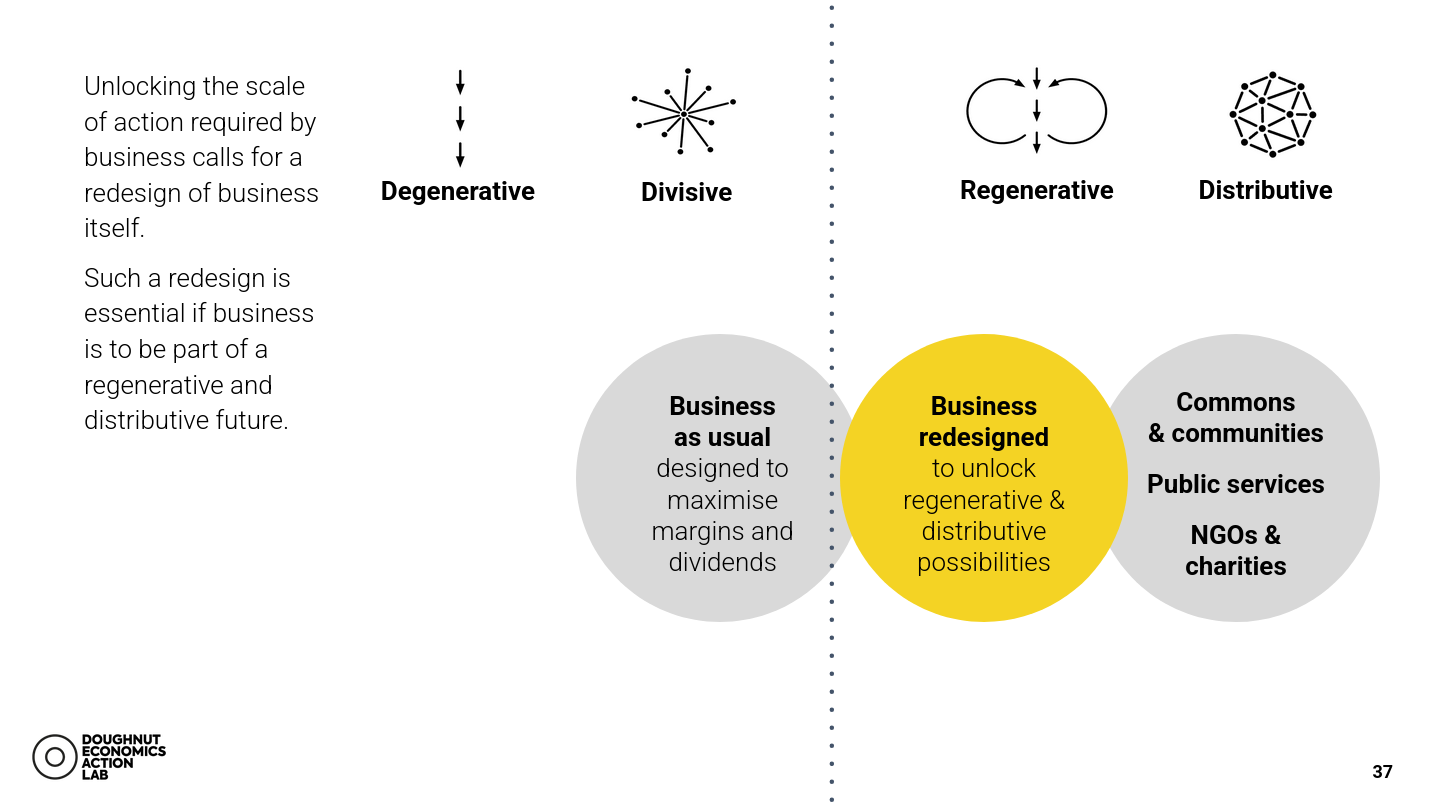 Unlocking the scale
of action required by
business calls for a
redesign of business
itself.
Such a redesign is
essential if business
is to be part of a
regenerative and
distributive future.
Degenerative
Divisive
Regenerative
Distributive
Business
as usual
designed to
maximise
margins and
dividends
Business
redesigned
to unlock
regenerative &
distributive
possibilities
Commons
& communities
Public services
NGOs &
charities
DOUGHNUT
ECONOMICS
ACTION
LAB
37